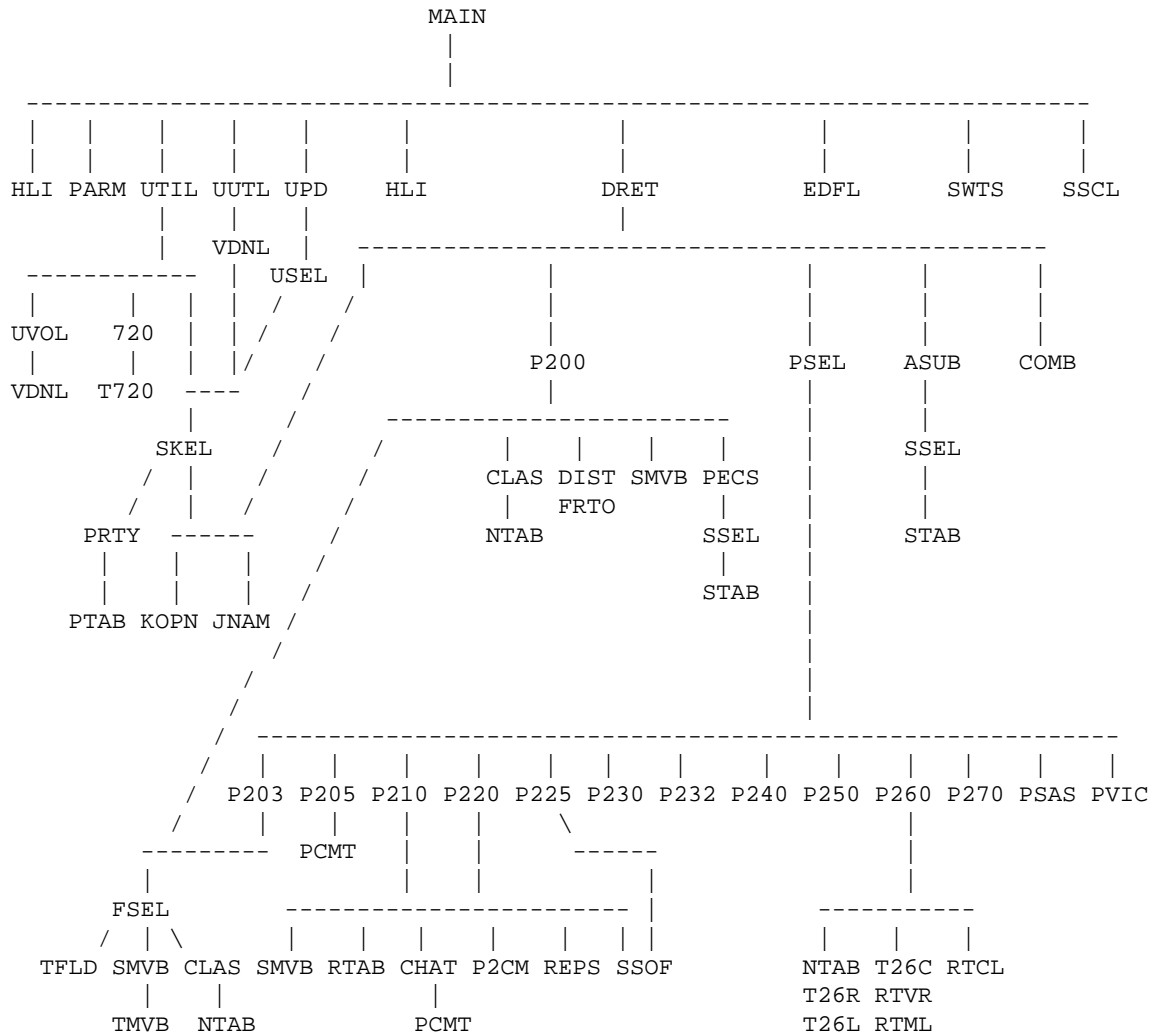 MAIN
HLI PARM UTIL UUTL UPD HLI DRET EDFL SWTS SSCL
VDNL
USEL
UVOL 720
P200 PSEL ASUB COMB
VDNL T720
SKEL SSEL
CLAS DIST SMVB PECS
FRTO
PRTY NTAB SSEL STAB
STAB
PTAB KOPN JNAM
P203 P205 P210 P220 P225 P230 P232 P240 P250 P260 P270 PSAS PVIC
PCMT
FSEL
TFLD SMVB CLAS SMVB RTAB CHAT P2CM REPS SSOF NTAB T26C RTCL
T26R RTVR
TMVB NTAB PCMT T26L RTML